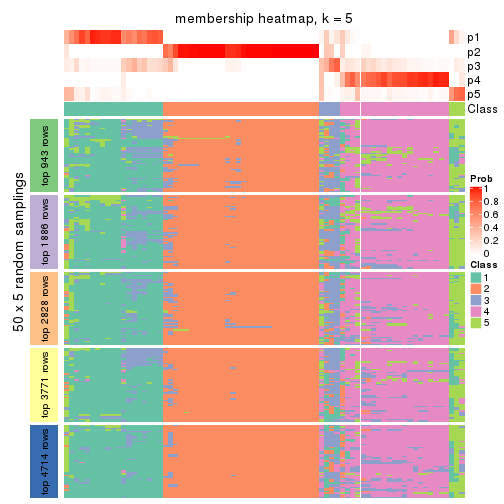 membership heatmap, k = 5
p1
p2
p3
p4
p5
Class
50 x 5 random samplings
top 943 rows
top 1886 rows
top 2828 rows
top 3771 rows
top 4714 rows
Prob
1
0.8
0.6
0.4
0.2
0
Class
1
2
3
4
5